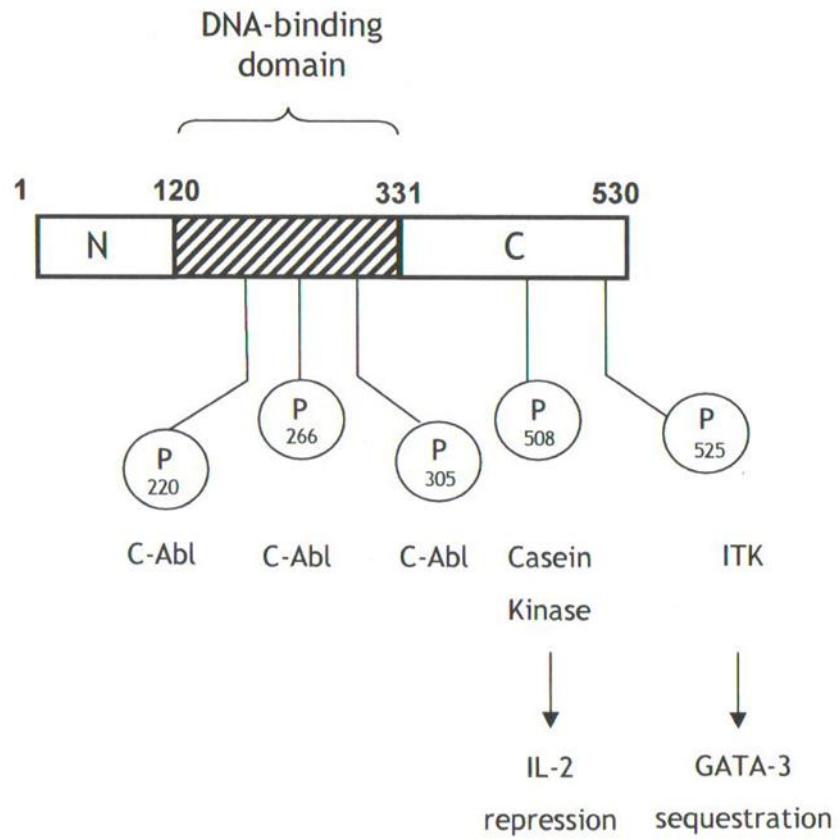 DNA-binding
domain
1 120 331 530
N C
P P P P P
220 266 305 508 525
C-Abl C-Abl C-Abl Casein ITK
Kinase
IL-2 GATA-3
repression sequestration